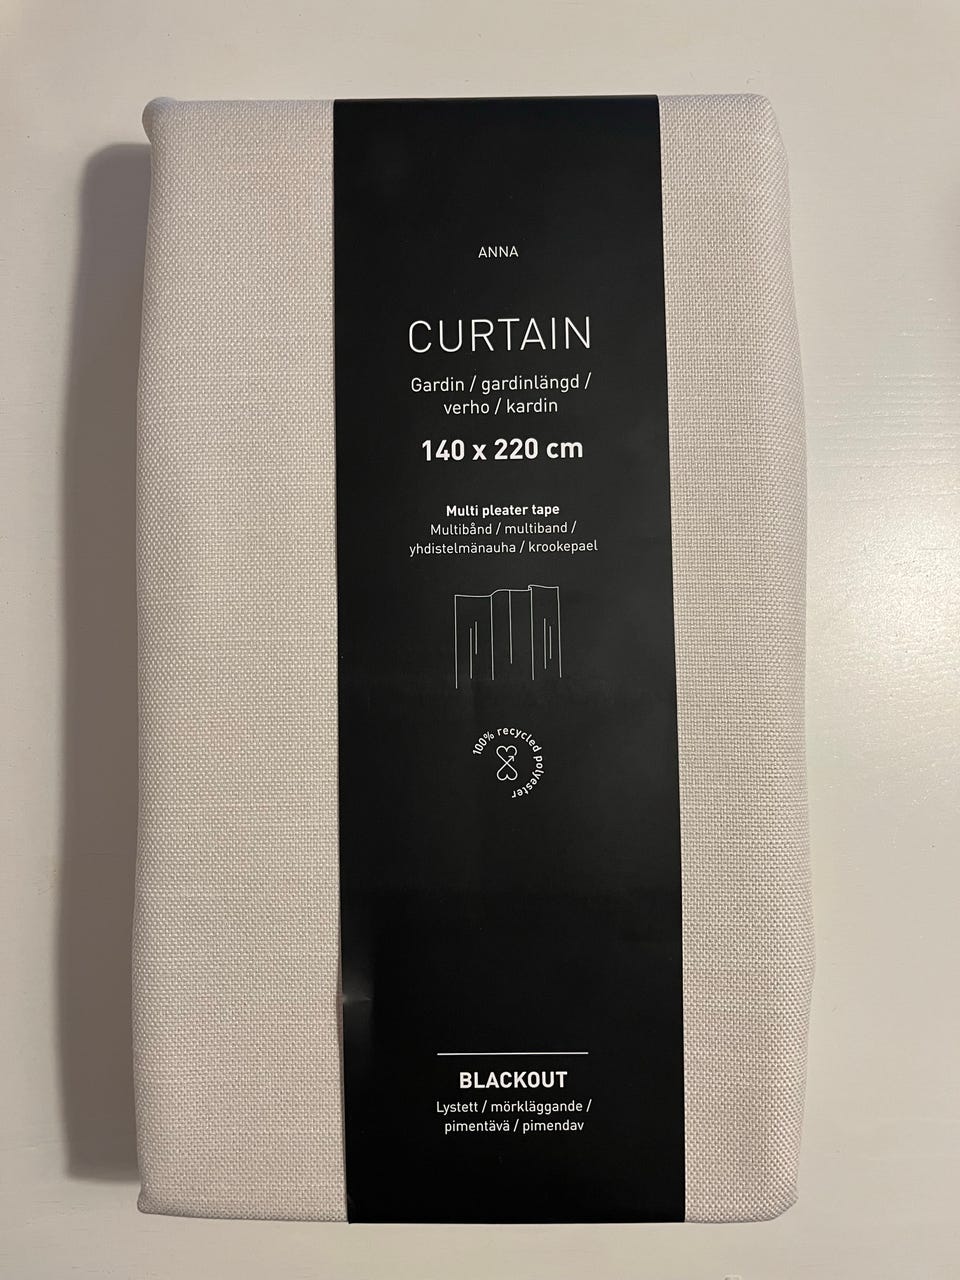 ANNA
CURTAIN
Gardin / gardinlängd /
verho / kardin
140 x 220 cm
Multi pleater tape
Multibånd / multiband /
yhdistelmänauha / krookepael
100% recycled polyester
BLACKOUT
Lystett / mörkläggande /
pimentävä / pimendav